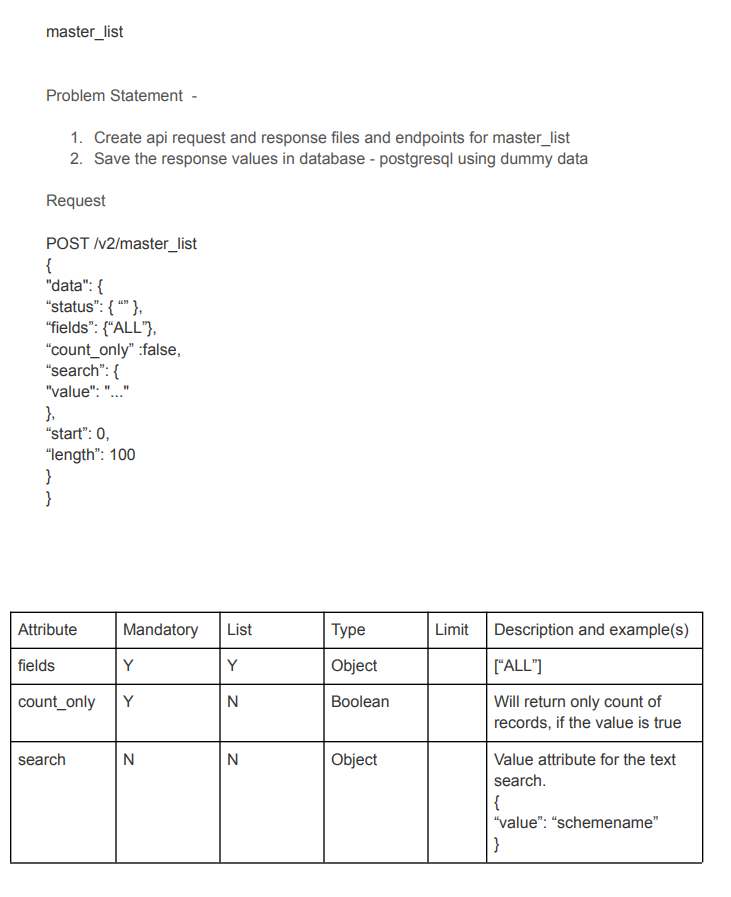 master_list
Problem Statement -
1. Create api request and response files and endpoints for master_list
2. Save the response values in database - postgresql using dummy data
Request
POST /v2/master_list
{
"data": {
“status”: { “” },
“fields”: {“ALL”},
“count_only” :false,
“search”: {
"value": "..."
},
“start”: 0,
“length”: 100
}
}
Attribute Mandatory List Type Limit Description and example(s)
fields Y Y Object [“ALL”]
count_only Y N Boolean Will return only count of
records, if the value is true
search N N Object Value attribute for the text
search.
{
“value”: “schemename”
}